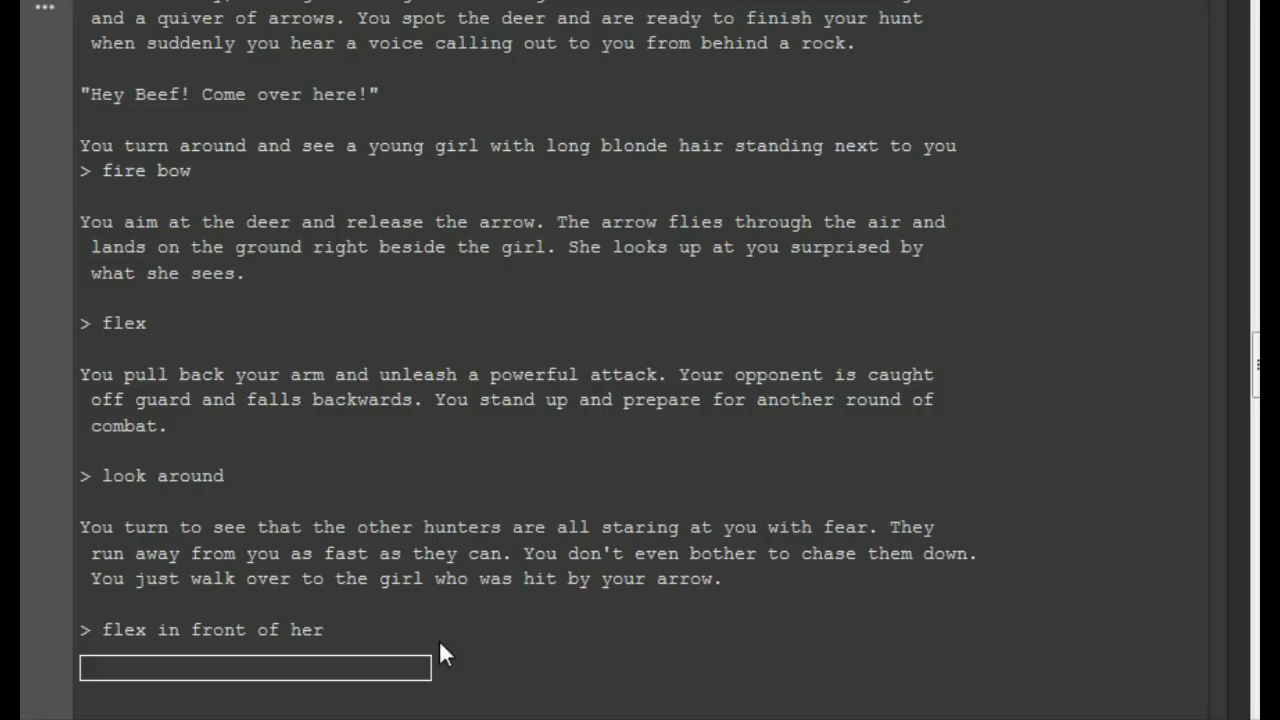 and a quiver of arrows. You spot the deer and are ready to finish your hunt
when suddenly you hear a voice calling out to you from behind a rock.
"Hey Beef! Come over here!"
You turn around and see a young girl with long blonde hair standing next to you
> fire bow
You aim at the deer and release the arrow. The arrow flies through the air and
lands on the ground right beside the girl. She looks up at you surprised by
what she sees.
> flex
You pull back your arm and unleash a powerful attack. Your opponent is caught
off guard and falls backwards. You stand up and prepare for another round of
combat.
> look around
You turn to see that the other hunters are all staring at you with fear. They
run away from you as fast as they can. You don't even bother to chase them down.
You just walk over to the girl who was hit by your arrow.
> flex in front of her